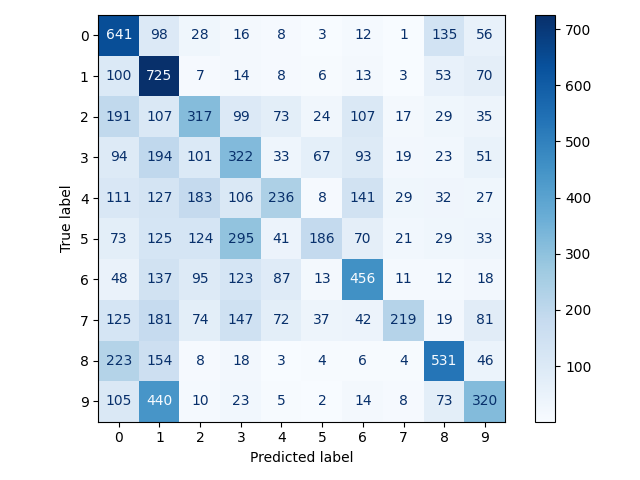 0 641 98 28 16 8 3 12 1 135 56
1 100 725 7 14 8 6 13 3 53 70
2 191 107 317 99 73 24 107 17 29 35
3 94 194 101 322 33 67 93 19 23 51
4 111 127 183 106 236 8 141 29 32 27
5 73 125 124 295 41 186 70 21 29 33
6 48 137 95 123 87 13 456 11 12 18
7 125 181 74 147 72 37 42 219 19 81
8 223 154 8 18 3 4 6 4 531 46
9 105 440 10 23 5 2 14 8 73 320
0 1 2 3 4 5 6 7 8 9
Predicted label
True label
700
600
500
400
300
200
100